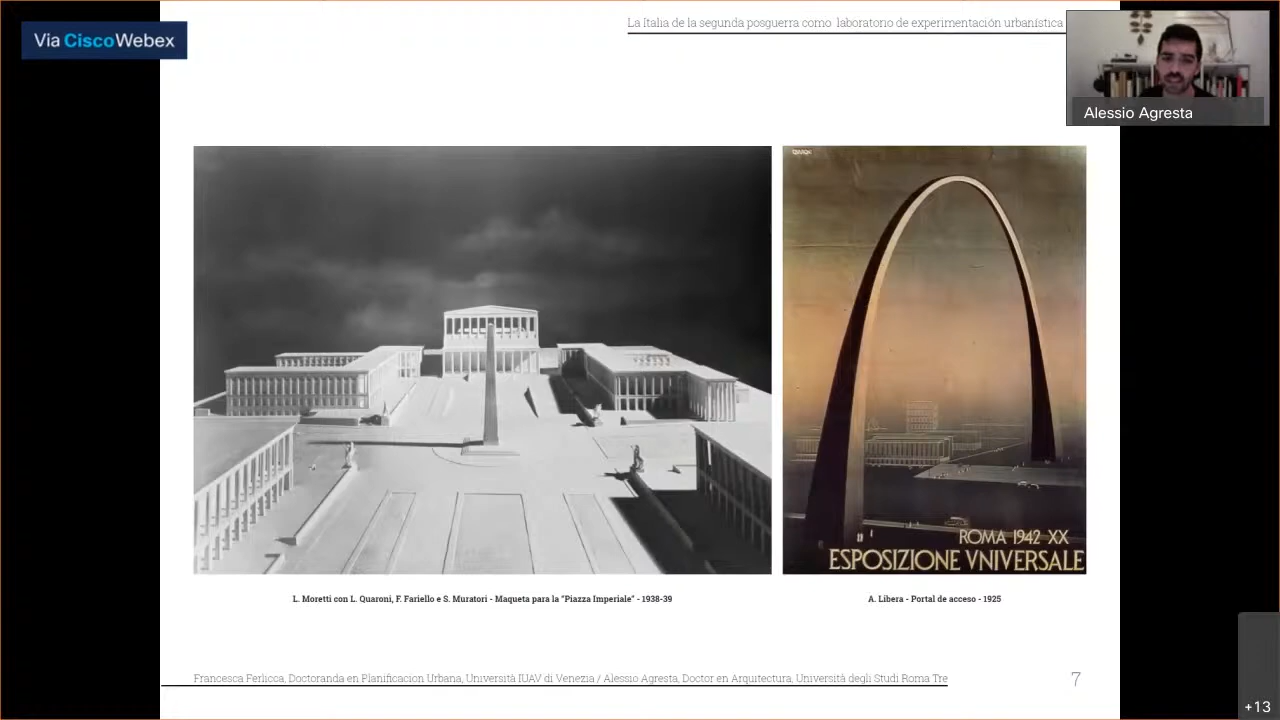 Via Cisco Webex
La Italia de la segunda posguerra como laboratorio de experimentación urbanística
Alessio Agresta
ROMA 1942 XX
ESPOSIZIONE VNIVERSALE
L. Moretti con L. Quaroni, F. Fariello e S. Muratori - Maqueta para la "Piazza Imperiale" - 1938-39
A. Libera - Portal de acceso - 1925
Francesca Ferlicca, Doctoranda en Planificacion Urbana, Università IUAV di Venezia / Alessio Agresta, Doctor en Arquitectura, Università degli Studi Roma Tre
7
+13